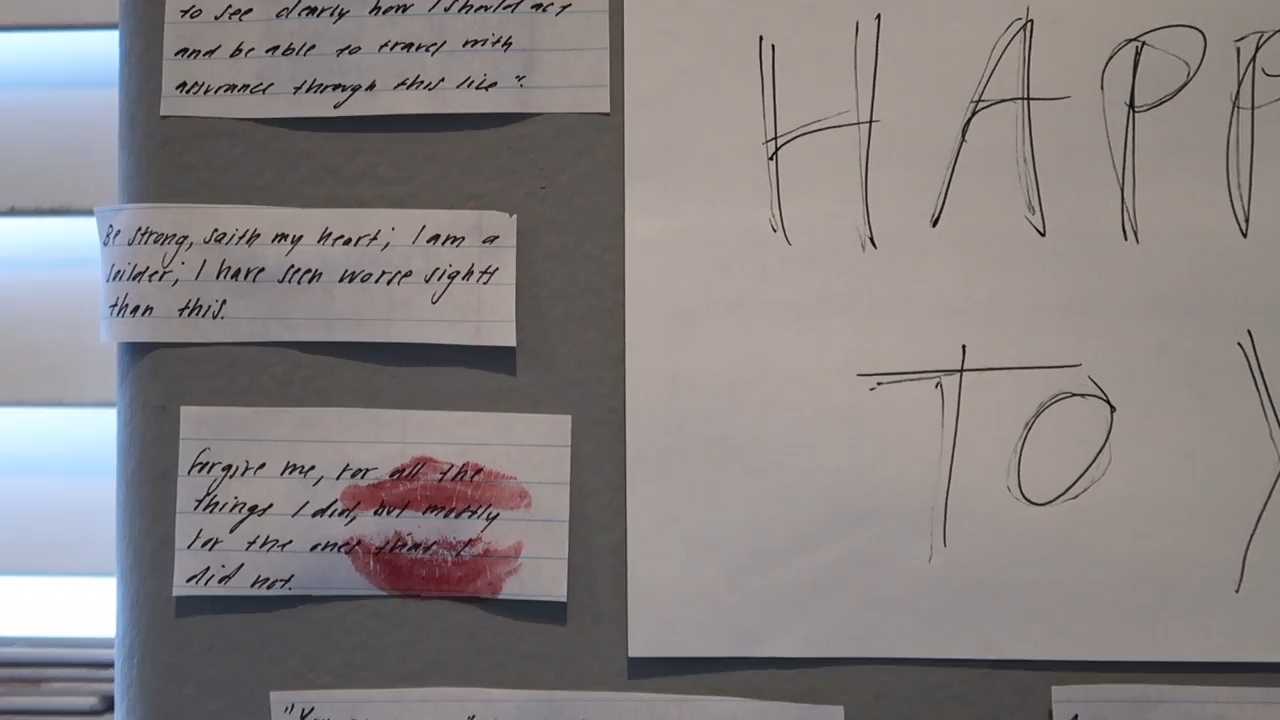 to see clearly how I should act
and be able to travel with
assurance through this life".
Be strong, saith my heart; I am a
soilder; I have seen worse sights
than this.
Forgive me, for all the
things I did, but mostly
for the ones that I
did not.
HAPP
TO Y